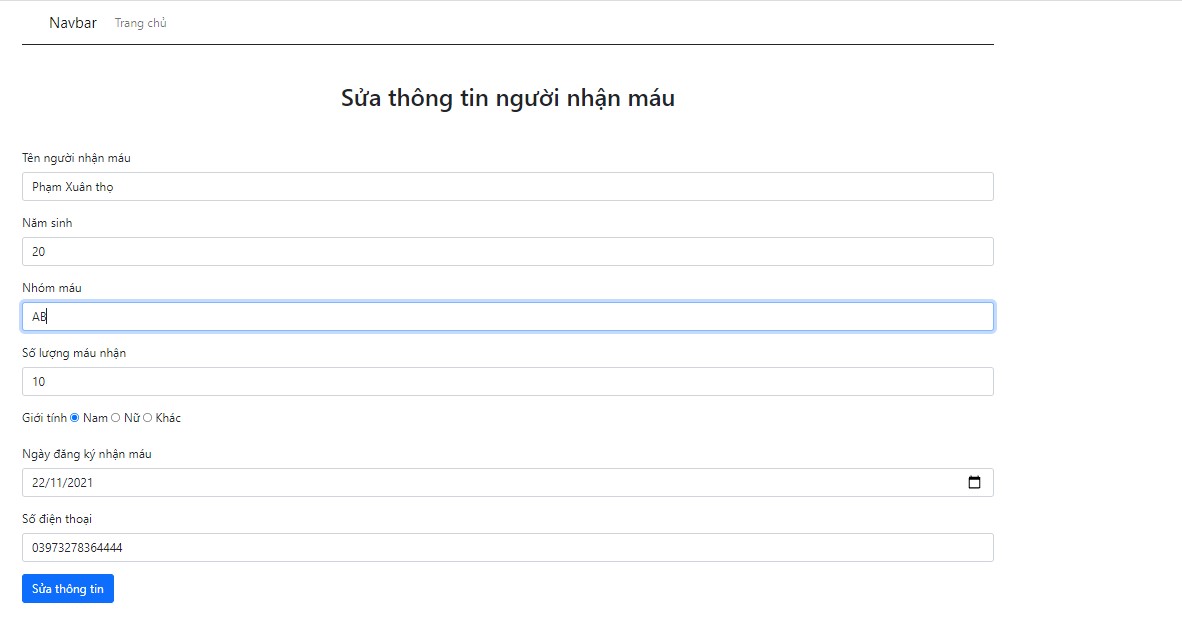 Navbar Trang chủ
Sửa thông tin người nhận máu
Tên người nhận máu
Phạm Xuân thọ
Năm sinh
20
Nhóm máu
AB
Số lượng máu nhận
10
Giới tính Nam Nữ Khác
Ngày đăng ký nhận máu
22/11/2021
Số điện thoại
03973278364444
Sửa thông tin